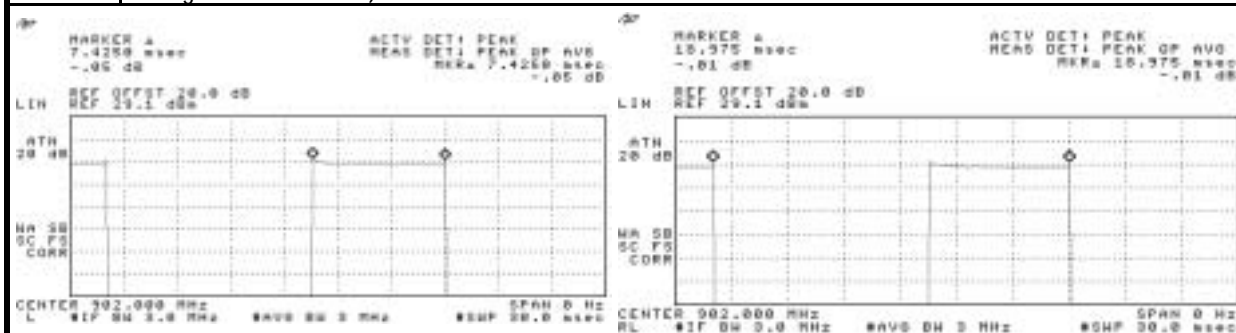 MARKER Δ
7.4250 msec
-.05 dB
ACTV DET: PEAK
MEAS DET: PEAK QP AVG
MKRΔ 7.4250 msec
-.05 dB
REF OFFST 20.0 dB
LIN REF 29.1 dBm
ATN
20 dB
WA SB
SC FS
CORR
CENTER 902.000 MHz SPAN 0 Hz
L #IF BW 3.0 MHz #AVG BW 3 MHz #SWP 30.0 msec
MARKER Δ
18.975 msec
-.01 dB
ACTV DET: PEAK
MEAS DET: PEAK QP AVG
MKRΔ 18.975 msec
-.01 dB
REF OFFST 20.0 dB
LIN REF 29.1 dBm
ATN
20 dB
WA SB
SC FS
CORR
CENTER 902.000 MHz SPAN 0 Hz
RL #IF BW 3.0 MHz #AVG BW 3 MHz #SWP 30.0 msec